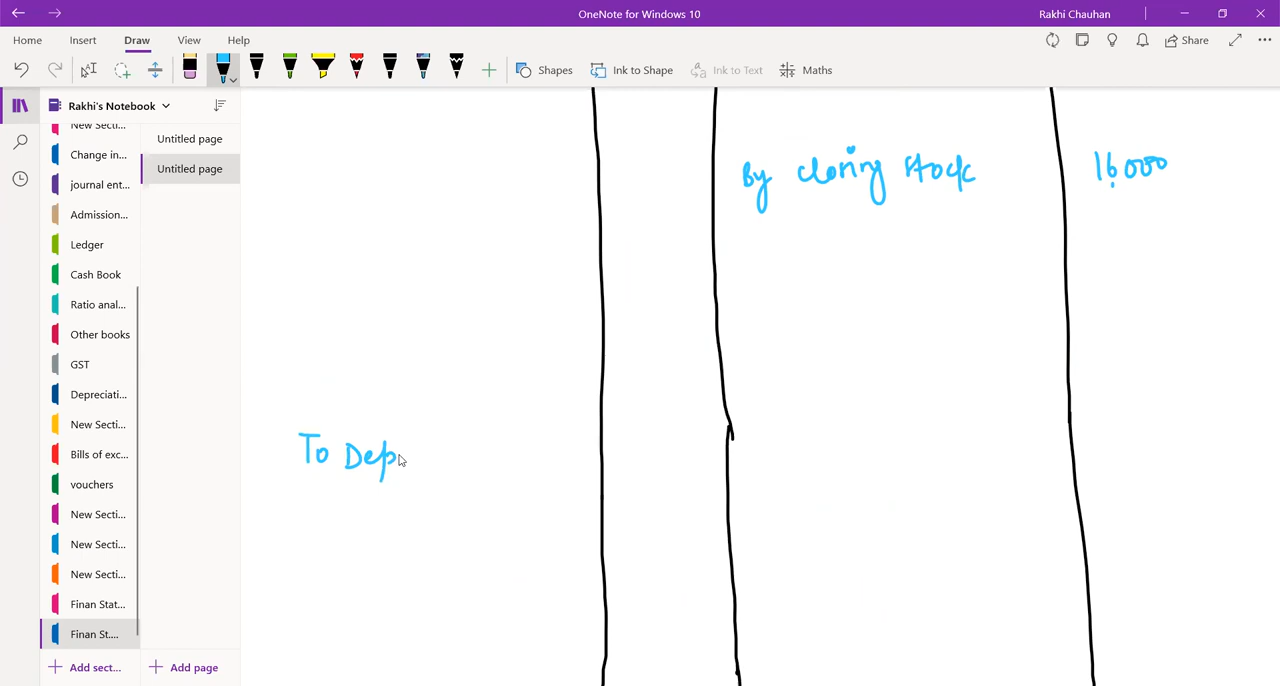 OneNote for Windows 10
Rakhi Chauhan
Home Insert Draw View Help
Share
Shapes Ink to Shape Ink to Text Maths
Rakhi's Notebook
New Secti...
Change in...
journal ent...
Admission...
Ledger
Cash Book
Ratio anal...
Other books
GST
Depreciati...
New Secti...
Bills of exc...
vouchers
New Secti...
New Secti...
New Secti...
Finan Stat...
Finan St....
Add sect...
Untitled page
Untitled page
Add page
By closing stock 16000
To Dep